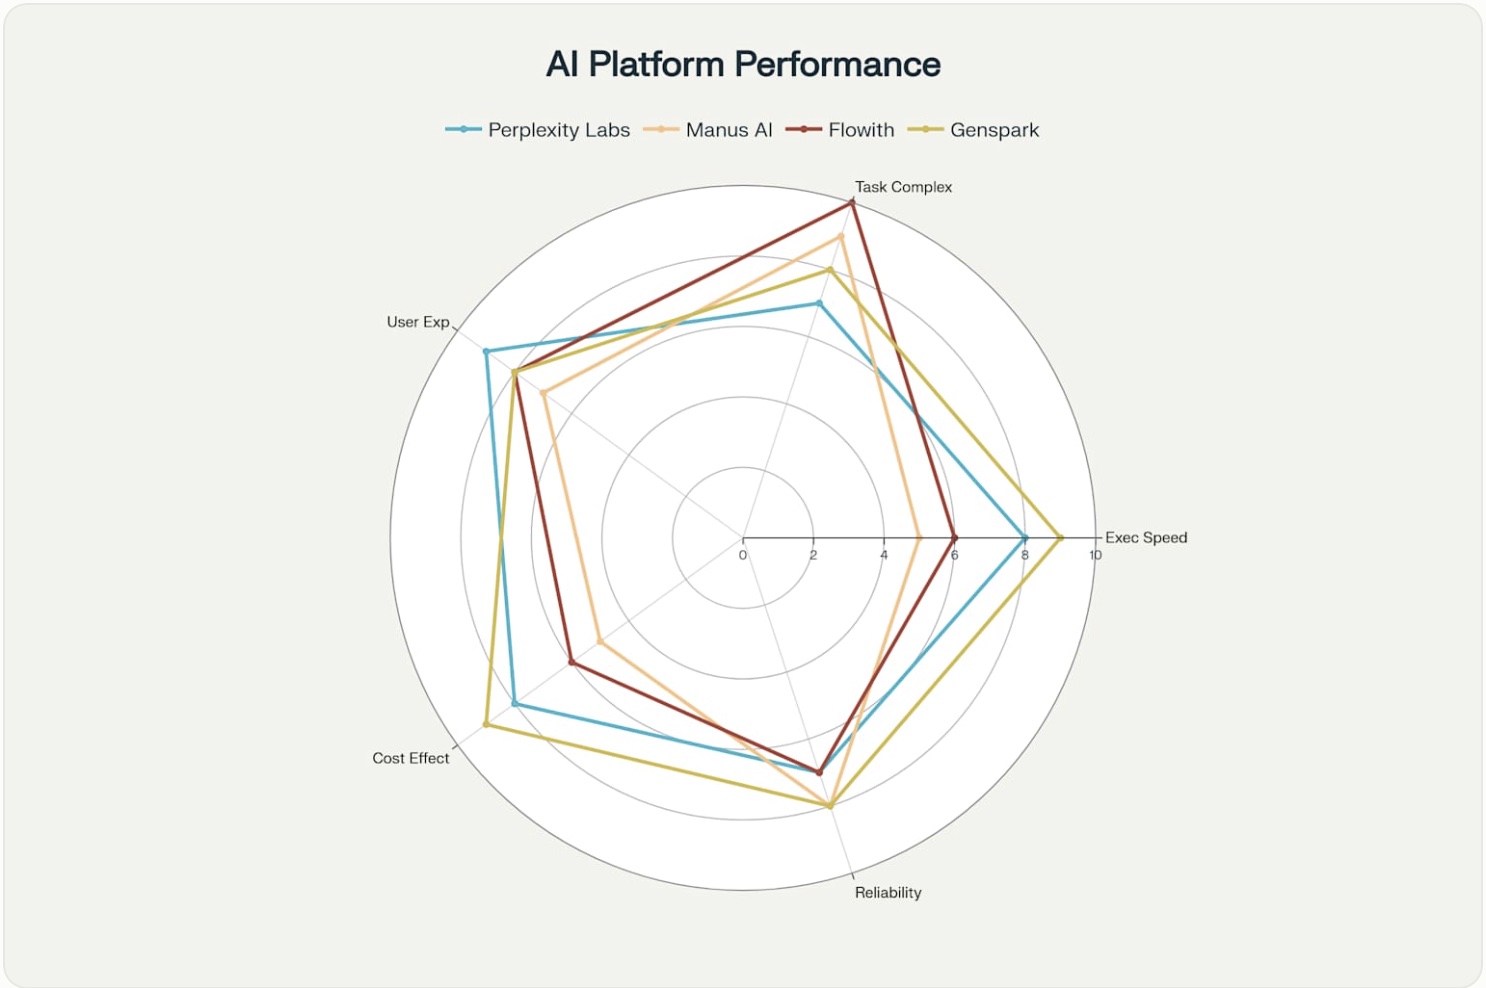 AI Platform Performance
Perplexity Labs Manus AI Flowith Genspark
Task Complex
User Exp
Exec Speed
0 2 4 6 8 10
Cost Effect
Reliability